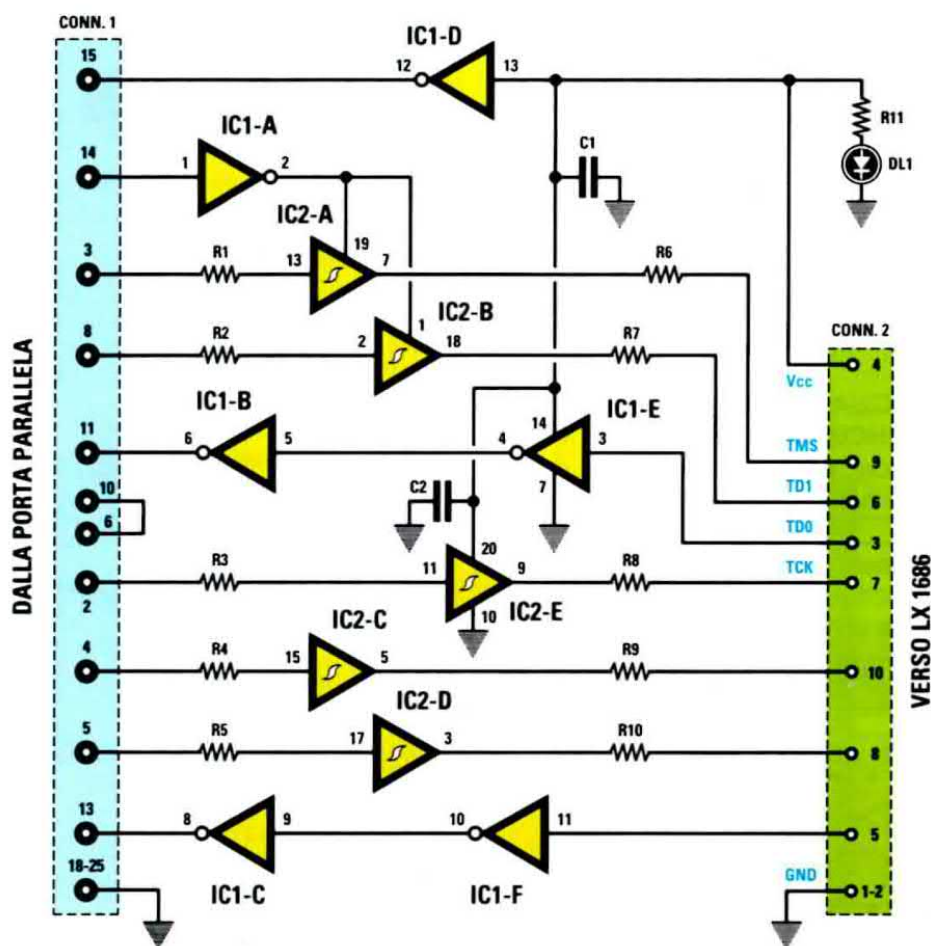 CONN. 1
IC1-D
15
12
13
R11
DL1
IC1-A
C1
14
1
2
IC2-A
19
3
R1
13
7
R6
IC2-B
1
8
R2
2
18
R7
CONN. 2
4
Vcc
IC1-B
IC1-E
14
11
6
5
4
3
7
TMS
9
10
C2
TD1
6
6
TD0
3
20
TCK
2
R3
11
9
R8
7
10
IC2-E
IC2-C
4
R4
15
5
R9
10
IC2-D
5
R5
17
3
R10
8
13
8
9
10
11
5
18-25
IC1-C
IC1-F
GND
1-2
DALLA PORTA PARALLELA
VERSO LX 1686